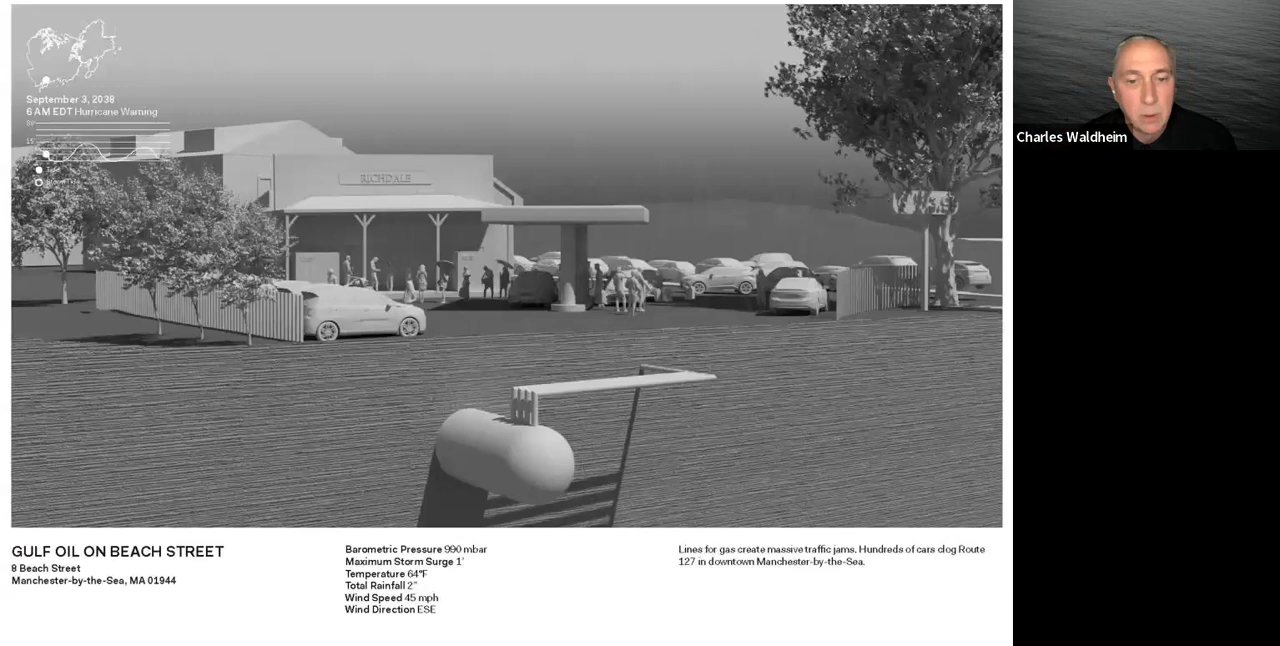 September 3, 2038
6 AM EDT Hurricane Warning
15'
RICHDALE
Charles Waldheim
GULF OIL ON BEACH STREET
8 Beach Street
Manchester-by-the-Sea, MA 01944
Barometric Pressure 990 mbar
Maximum Storm Surge 1'
Temperature 64°F
Total Rainfall 2"
Wind Speed 45 mph
Wind Direction ESE
Lines for gas create massive traffic jams. Hundreds of cars clog Route
127 in downtown Manchester-by-the-Sea.